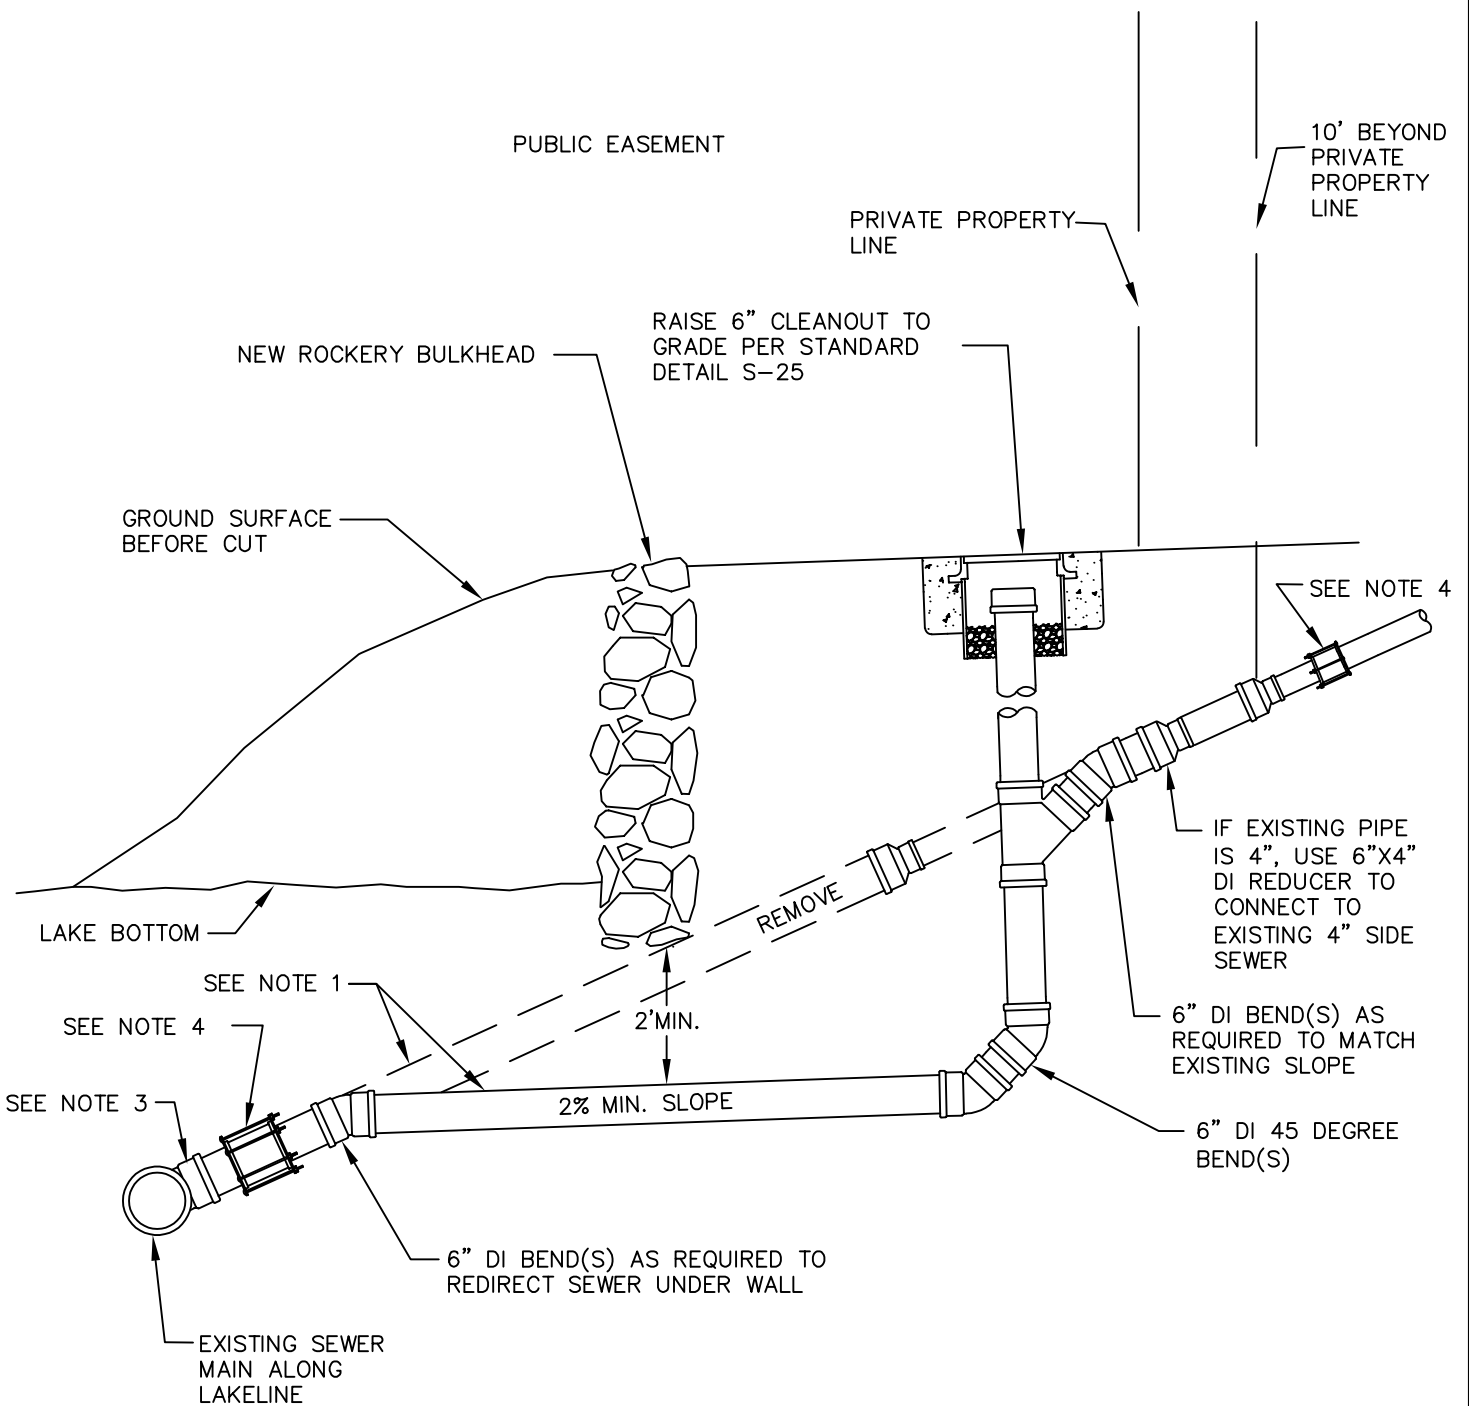 PUBLIC EASEMENT
10' BEYOND
PRIVATE
PROPERTY
LINE
PRIVATE PROPERTY
LINE
RAISE 6" CLEANOUT TO
GRADE PER STANDARD
DETAIL S-25
NEW ROCKERY BULKHEAD
GROUND SURFACE
BEFORE CUT
SEE NOTE 4
IF EXISTING PIPE
IS 4", USE 6"X4"
DI REDUCER TO
CONNECT TO
EXISTING 4" SIDE
SEWER
REMOVE
LAKE BOTTOM
SEE NOTE 1
2'MIN.
SEE NOTE 4
6" DI BEND(S) AS
REQUIRED TO MATCH
EXISTING SLOPE
SEE NOTE 3
2% MIN. SLOPE
6" DI 45 DEGREE
BEND(S)
6" DI BEND(S) AS REQUIRED TO
REDIRECT SEWER UNDER WALL
EXISTING SEWER
MAIN ALONG
LAKELINE